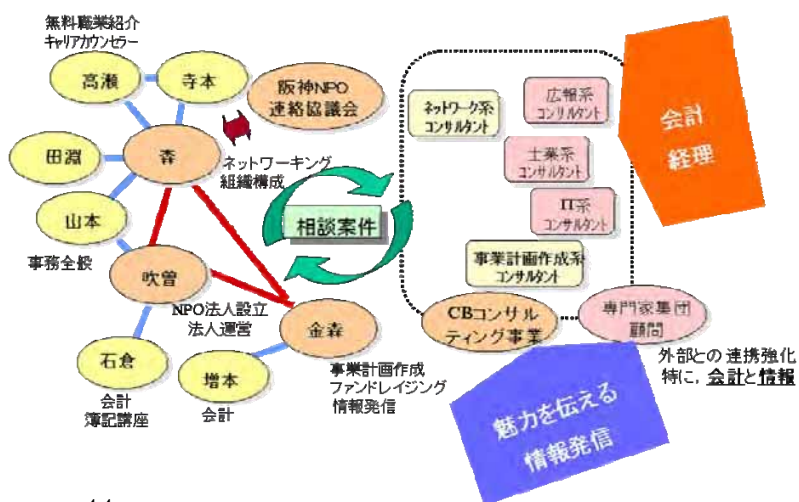 無料職業紹介
キャリアカウンセラー
高瀬
寺本
阪神NPO
連絡協議会
田淵
森
ネットワーキング
組織構成
山本
事務全般
吹曽
NPO法人設立
法人運営
石倉
会計
簿記講座
増本
会計
金森
事業計画作成
ファンドレイジング
情報発信
相談案件
ネットワーク系
コンサルタント
広報系
コンサルタント
士業系
コンサルタント
IT系
コンサルタント
事業計画作成系
コンサルタント
CBコンサル
ティング事業
専門家集団
顧問
外部との連携強化
特に，会計と情報
会計
経理
魅力を伝える
情報発信